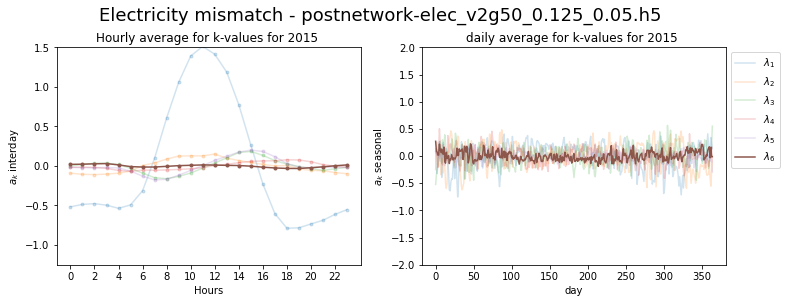 Electricity mismatch - postnetwork-elec_v2g50_0.125_0.05.h5
Hourly average for k-values for 2015
1.5
1.0
0.5
0.0
−0.5
−1.0
a_k interday
0 2 4 6 8 10 12 14 16 18 20 22
Hours
daily average for k-values for 2015
2.0
1.5
1.0
0.5
0.0
−0.5
−1.0
−1.5
−2.0
a_k seasonal
0 50 100 150 200 250 300 350
day
λ₁
λ₂
λ₃
λ₄
λ₅
λ₆